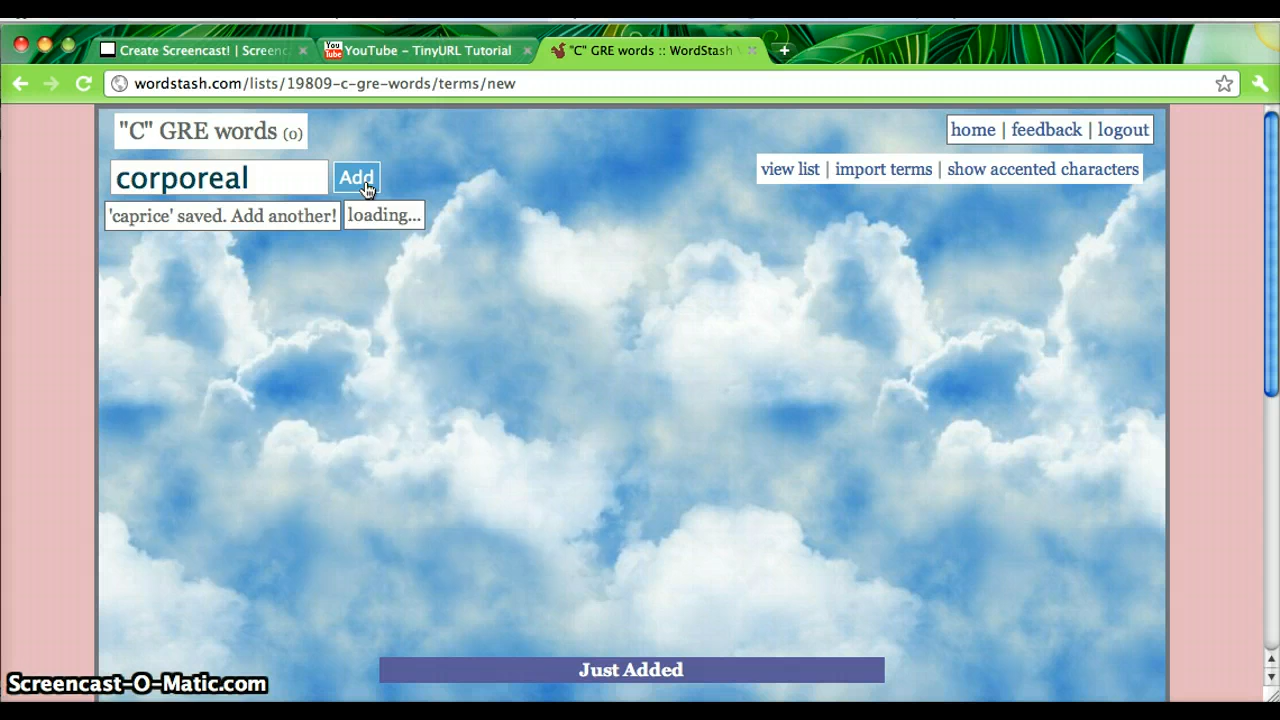 Create Screencast! | Screenc
You Tube YouTube - TinyURL Tutorial
"C" GRE words :: WordStash
wordstash.com/lists/19809-c-gre-words/terms/new
"C" GRE words (0)
home | feedback | logout
corporeal Add
view list | import terms | show accented characters
'caprice' saved. Add another! loading...
Just Added
Screencast-O-Matic.com